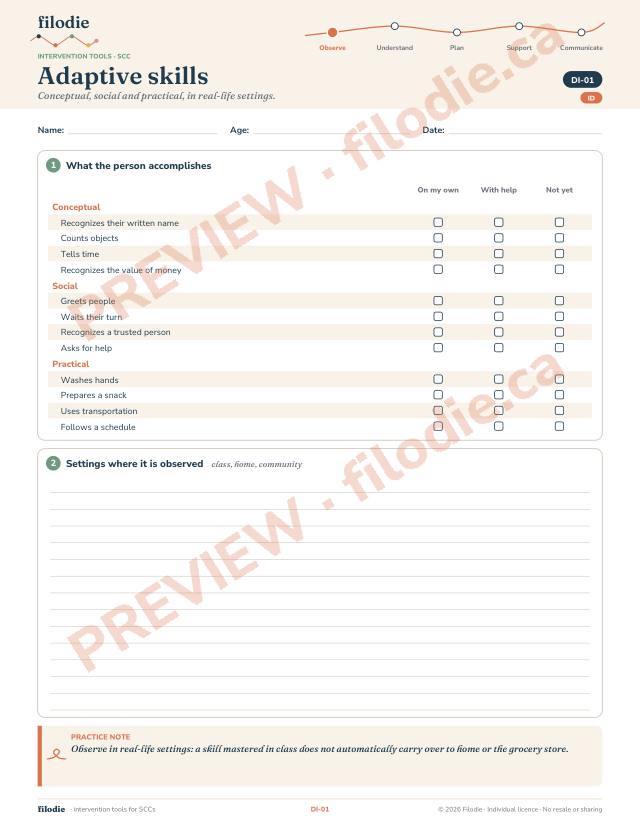 filodie
INTERVENTION TOOLS · SCC
Observe Understand Plan Support Communicate
Adaptive skills
Conceptual, social and practical, in real-life settings.
DI-01
ID
Name: Age: Date:
1 What the person accomplishes
On my own With help Not yet
Conceptual
Recognizes their written name
Counts objects
Tells time
Recognizes the value of money
Social
Greets people
Waits their turn
Recognizes a trusted person
Asks for help
Practical
Washes hands
Prepares a snack
Uses transportation
Follows a schedule
PREVIEW · filodie.ca
2 Settings where it is observed class, home, community
PREVIEW · filodie.ca
PRACTICE NOTE
Observe in real-life settings: a skill mastered in class does not automatically carry over to home or the grocery store.
filodie · intervention tools for SCCs DI-01 © 2026 Filodie · Individual licence · No resale or sharing